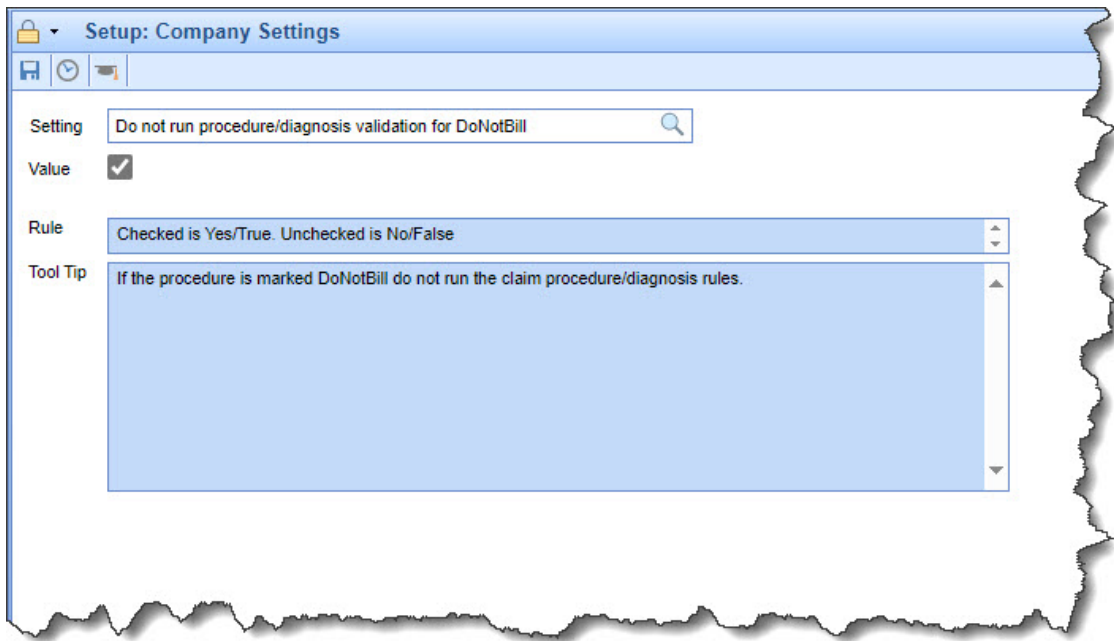 Setup: Company Settings
Setting
Do not run procedure/diagnosis validation for DoNotBill
Value
Rule
Checked is Yes/True. Unchecked is No/False
Tool Tip
If the procedure is marked DoNotBill do not run the claim procedure/diagnosis rules.